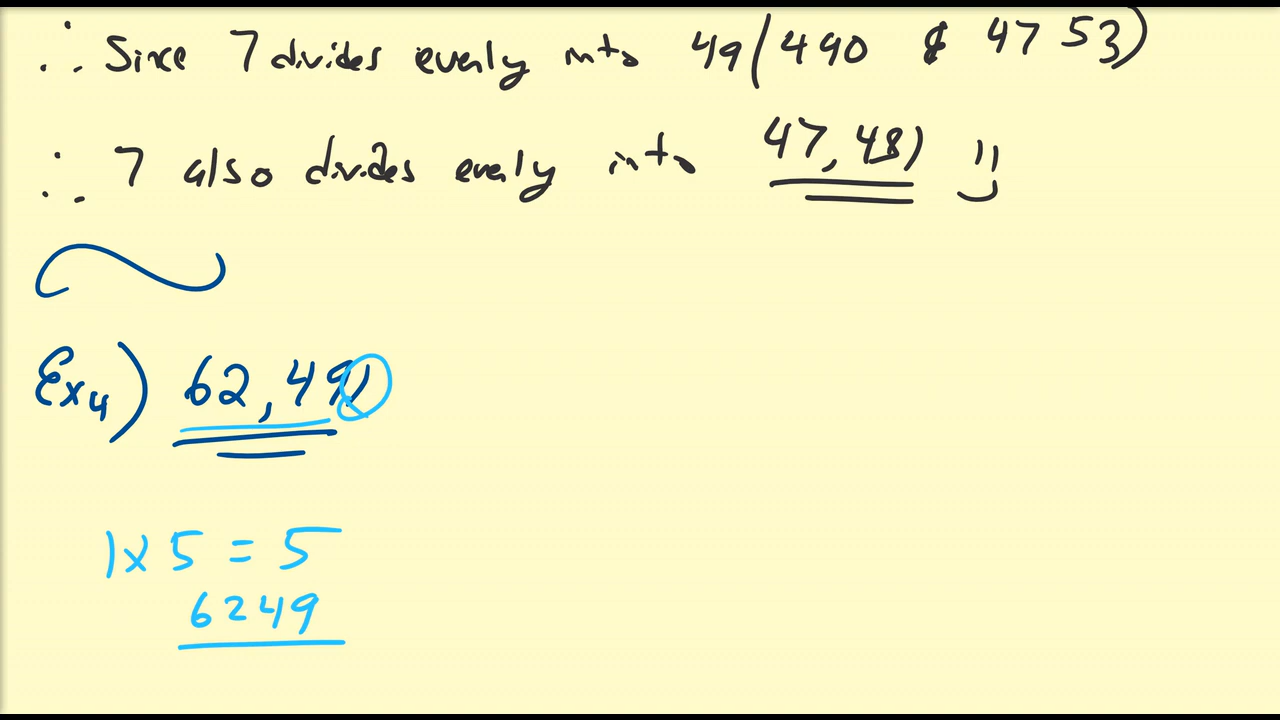 ∴ Since 7 divides evenly into 49 (490 & 4753)
∴ 7 also divides evenly into 47,481 !!
Ex4) 62,491
1 x 5 = 5
6249